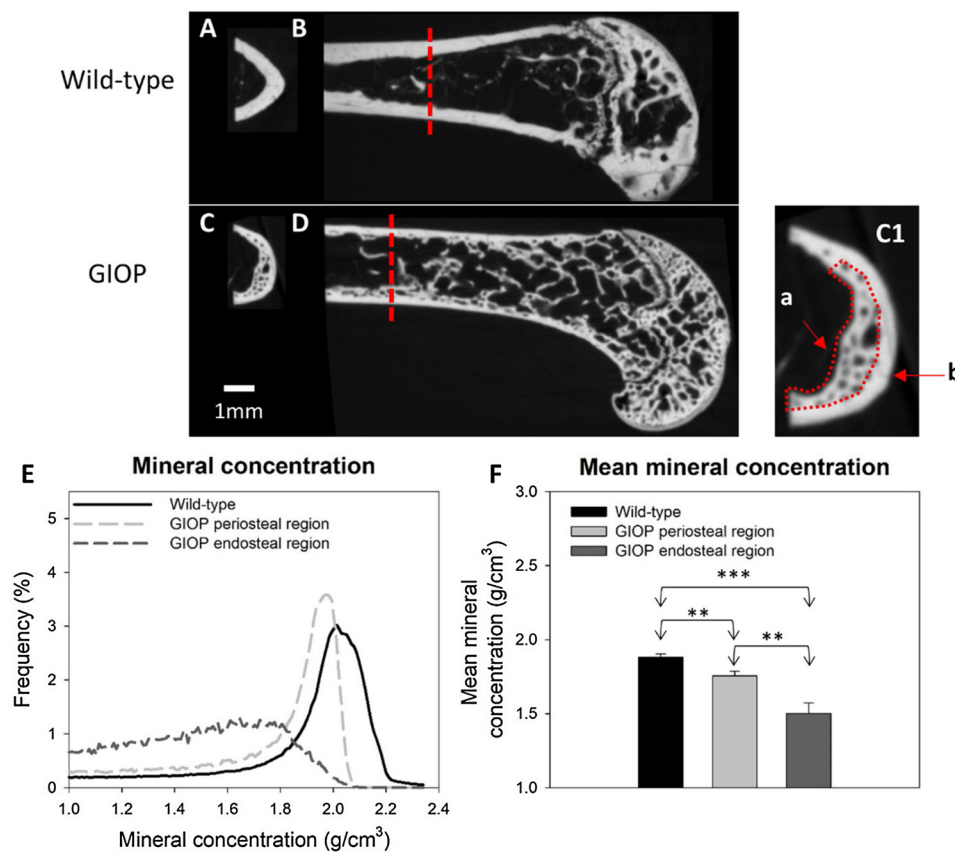 A B
Wild-type
C D C1
GIOP
a
b
1mm
E Mineral concentration
5
4
3
2
1
0
Frequency (%)
Wild-type
GIOP periosteal region
GIOP endosteal region
1.0 1.2 1.4 1.6 1.8 2.0 2.2 2.4
Mineral concentration (g/cm³)
F Mean mineral concentration
3.0
2.5
2.0
1.5
1.0
Mean mineral
concentration (g/cm³)
Wild-type
GIOP periosteal region
GIOP endosteal region
***
**
**